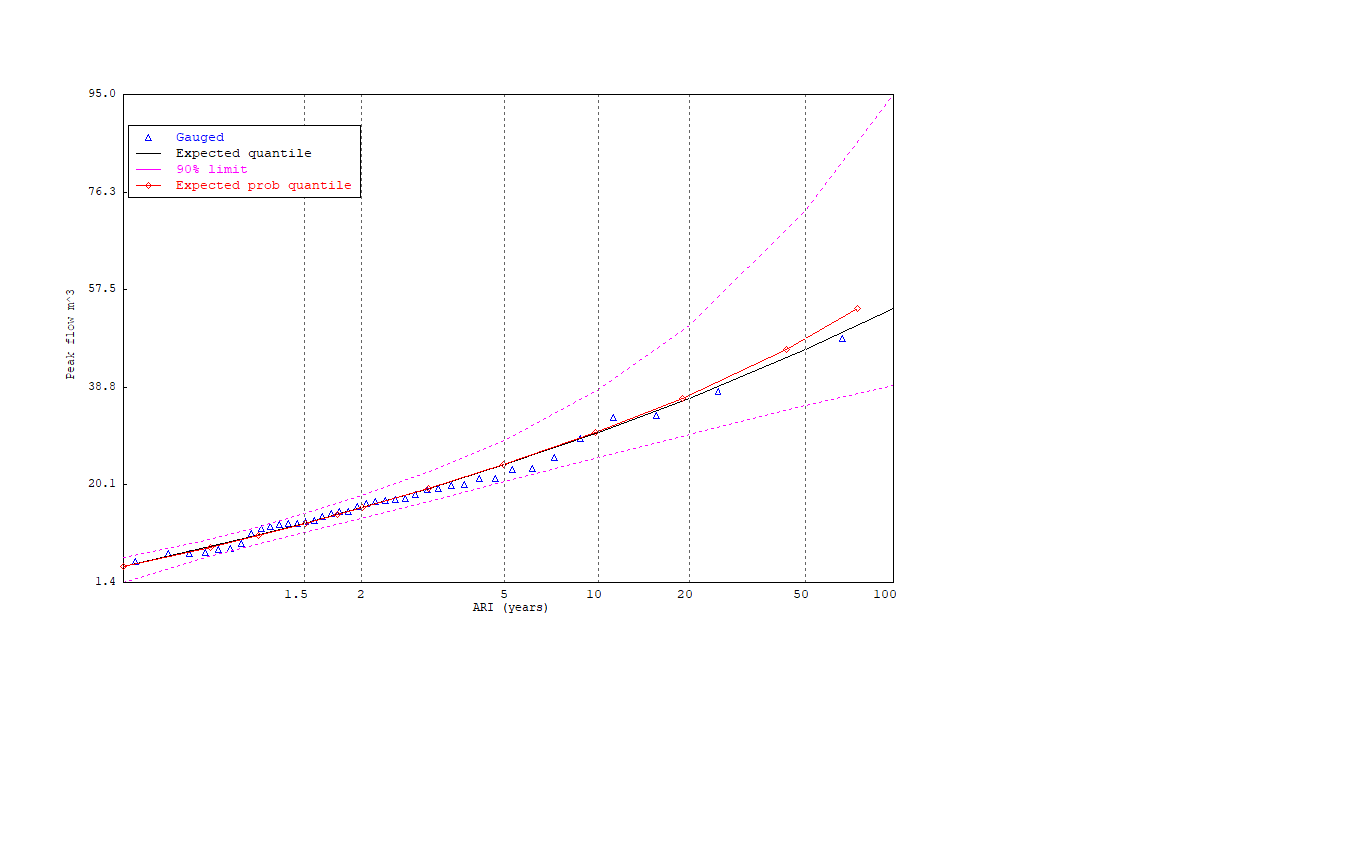 95.0
Gauged
Expected quantile
90% limit
Expected prob quantile
76.3
57.5
Peak flow m^3
38.8
20.1
1.4
1.5 2 5 10 20 50 100
ARI (years)